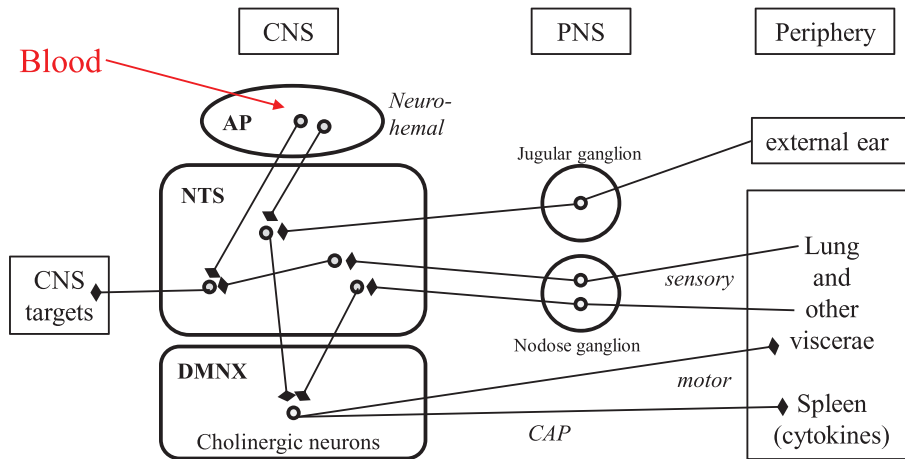 CNS
PNS
Periphery
Blood
AP
Neuro-
hemal
Jugular ganglion
external ear
NTS
CNS
targets
Lung
and
other
viscerae
sensory
Nodose ganglion
DMNX
motor
Cholinergic neurons
CAP
Spleen
(cytokines)